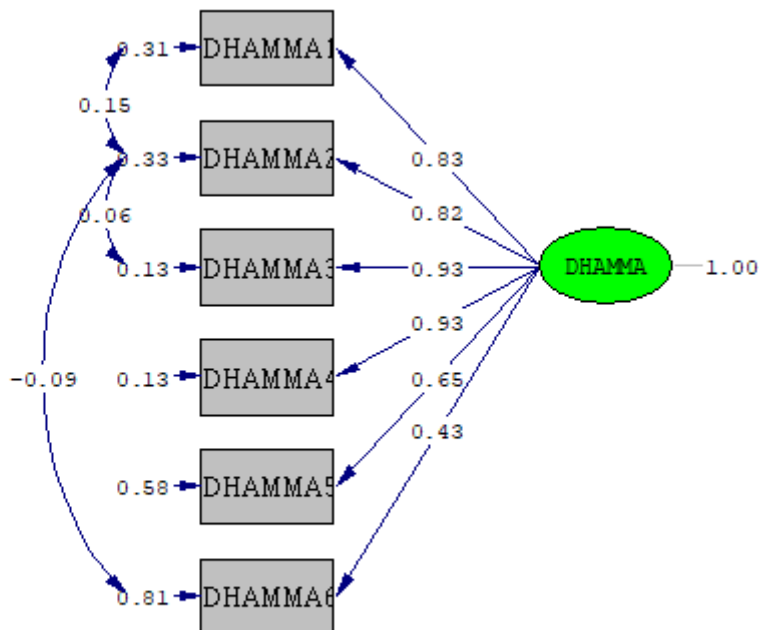 0.31 DHAMMA1
0.15
0.33 DHAMMA2 0.83
0.06 0.82
0.13 DHAMMA3 0.93 DHAMMA 1.00
0.93
-0.09 0.13 DHAMMA4 0.65
0.43
0.58 DHAMMA5
0.81 DHAMMA6